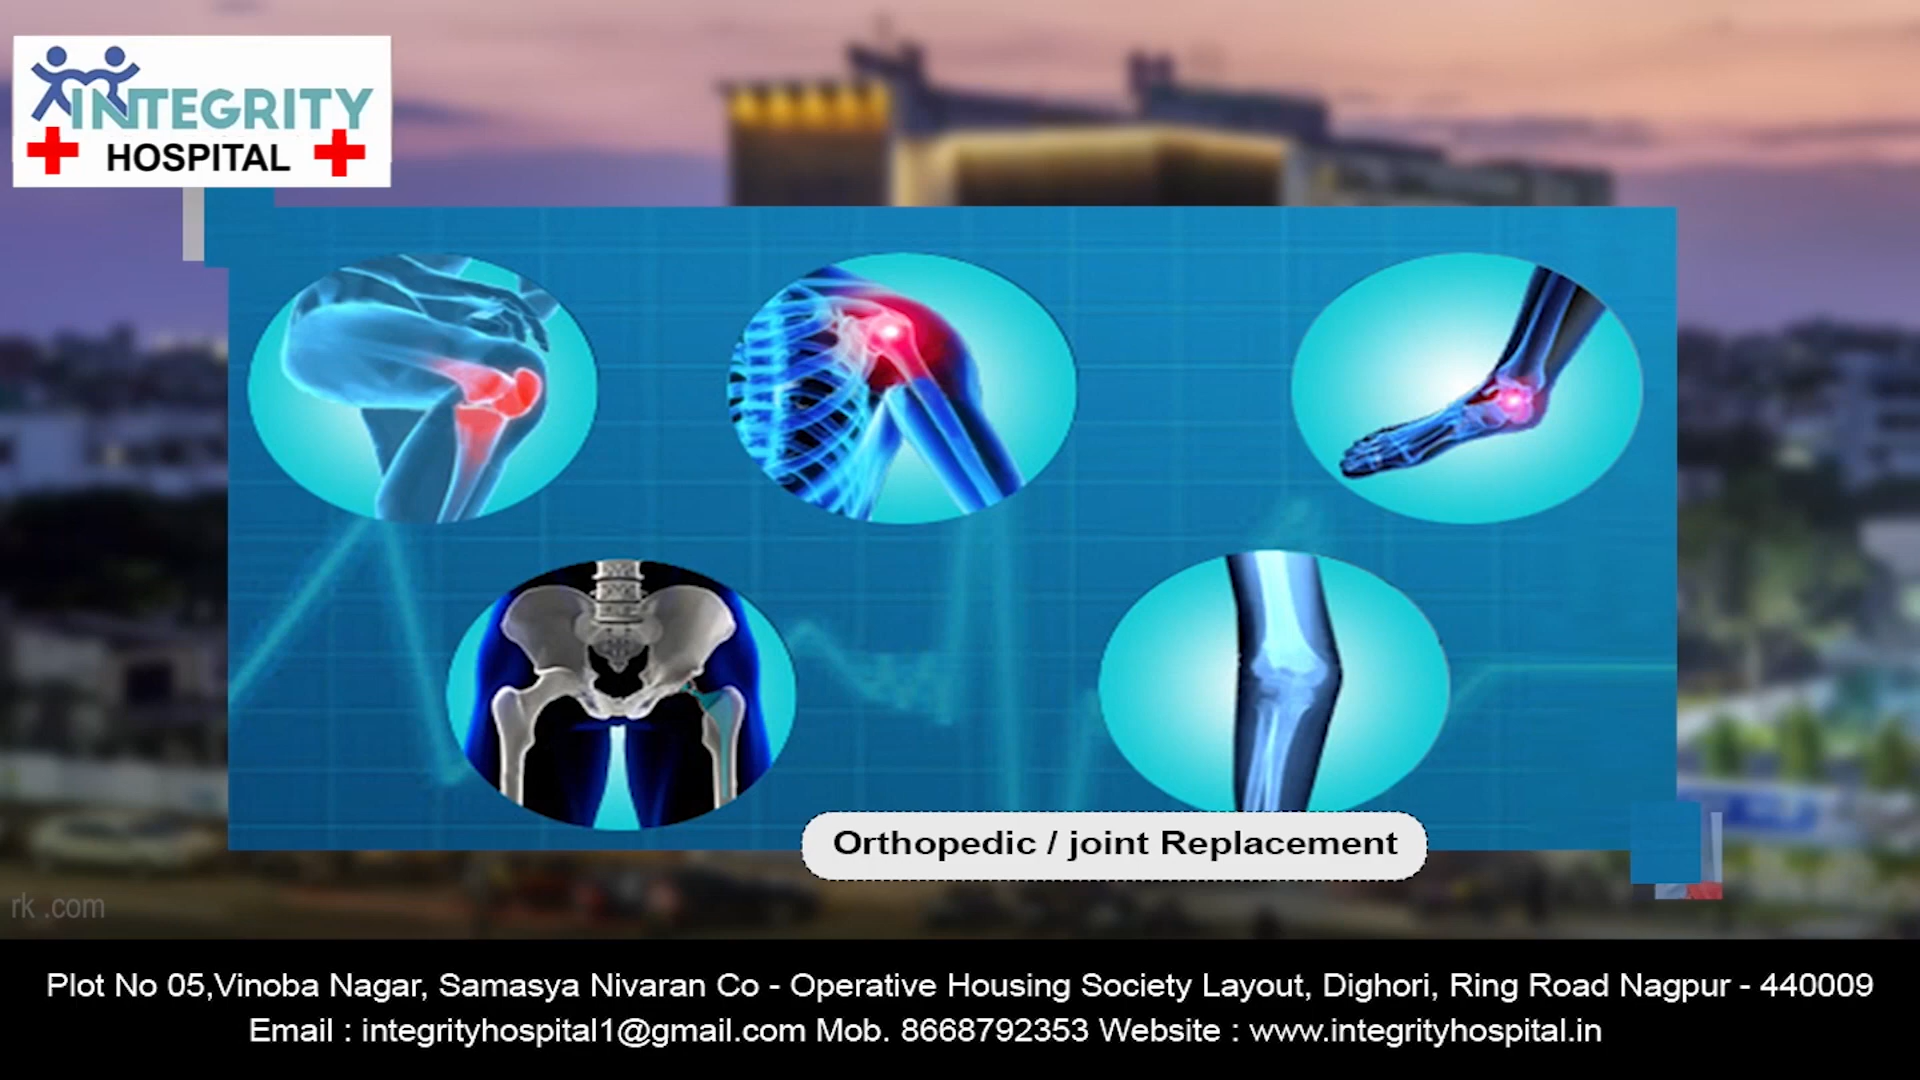 INTEGRITY
HOSPITAL
Orthopedic / joint Replacement
rk .com
Plot No 05,Vinoba Nagar, Samasya Nivaran Co - Operative Housing Society Layout, Dighori, Ring Road Nagpur - 440009
Email : integrityhospital1@gmail.com Mob. 8668792353 Website : www.integrityhospital.in